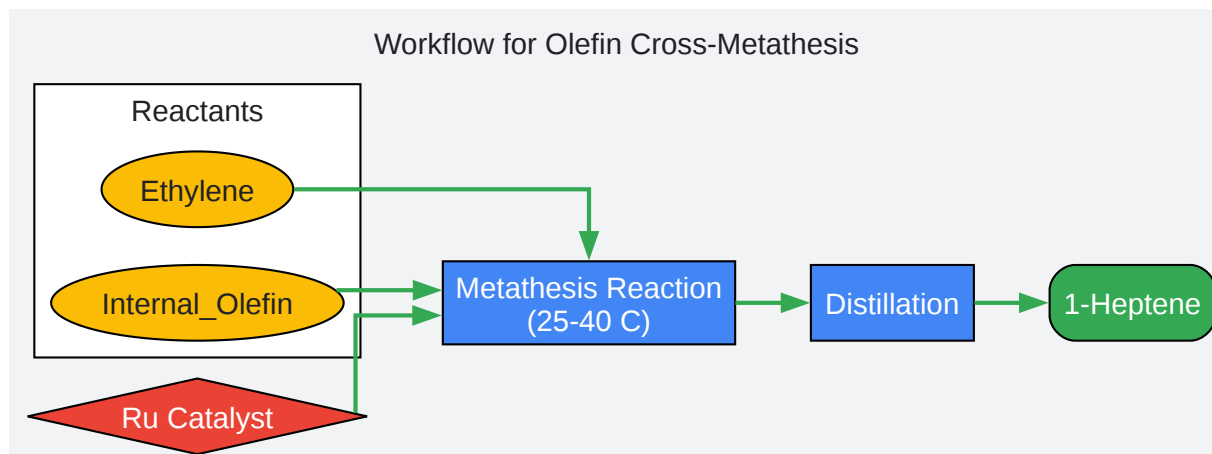 Workflow for Olefin Cross-Metathesis
Reactants
Ethylene
Internal_Olefin
Metathesis Reaction
(25-40 C)
Distillation
1-Heptene
Ru Catalyst